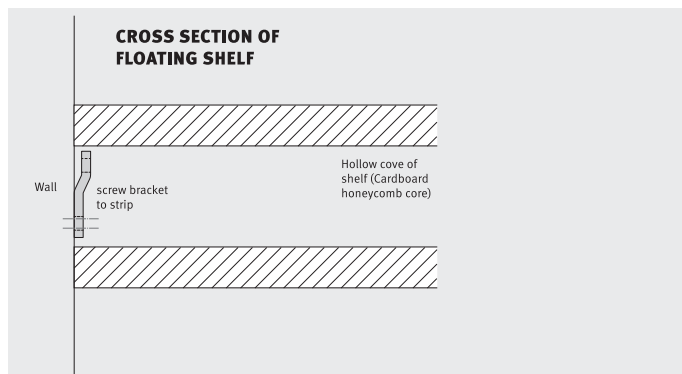 CROSS SECTION OF
FLOATING SHELF
Hollow cove of
shelf (Cardboard
honeycomb core)
Wall
screw bracket
to strip